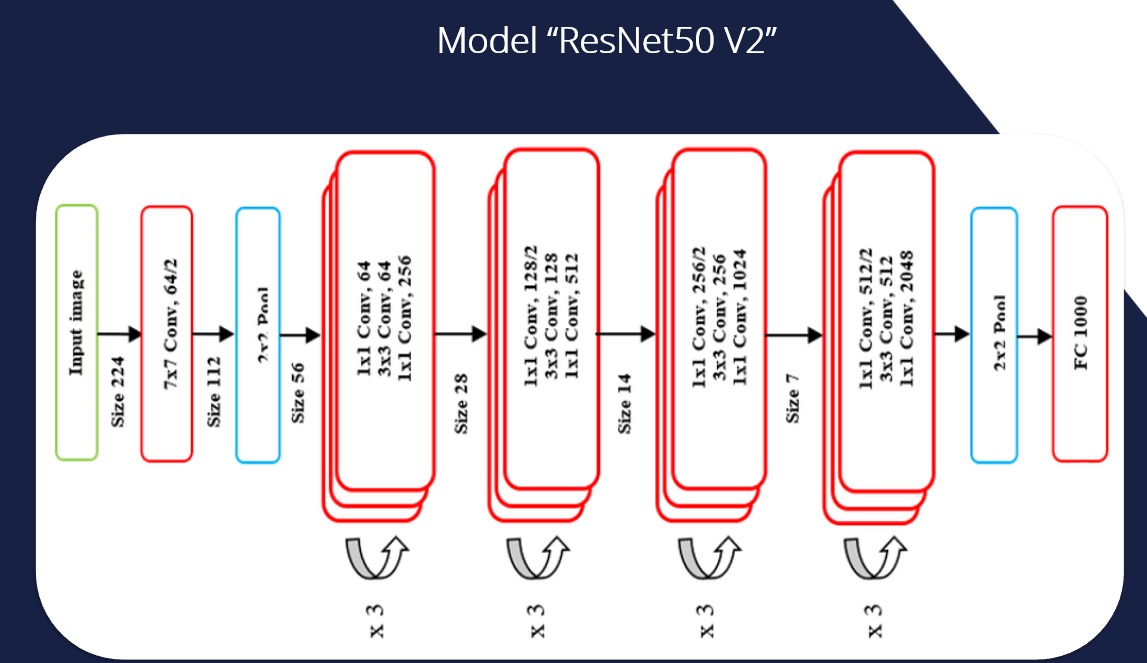 Model “ResNet50 V2”
Input image
Size 224
7x7 Conv, 64/2
Size 112
2x2 Pool
Size 56
1x1 Conv, 64
3x3 Conv, 64
1x1 Conv, 256
x 3
Size 28
1x1 Conv, 128/2
3x3 Conv, 128
1x1 Conv, 512
x 3
Size 14
1x1 Conv, 256/2
3x3 Conv, 256
1x1 Conv, 1024
x 3
Size 7
1x1 Conv, 512/2
3x3 Conv, 512
1x1 Conv, 2048
x 3
2x2 Pool
FC 1000